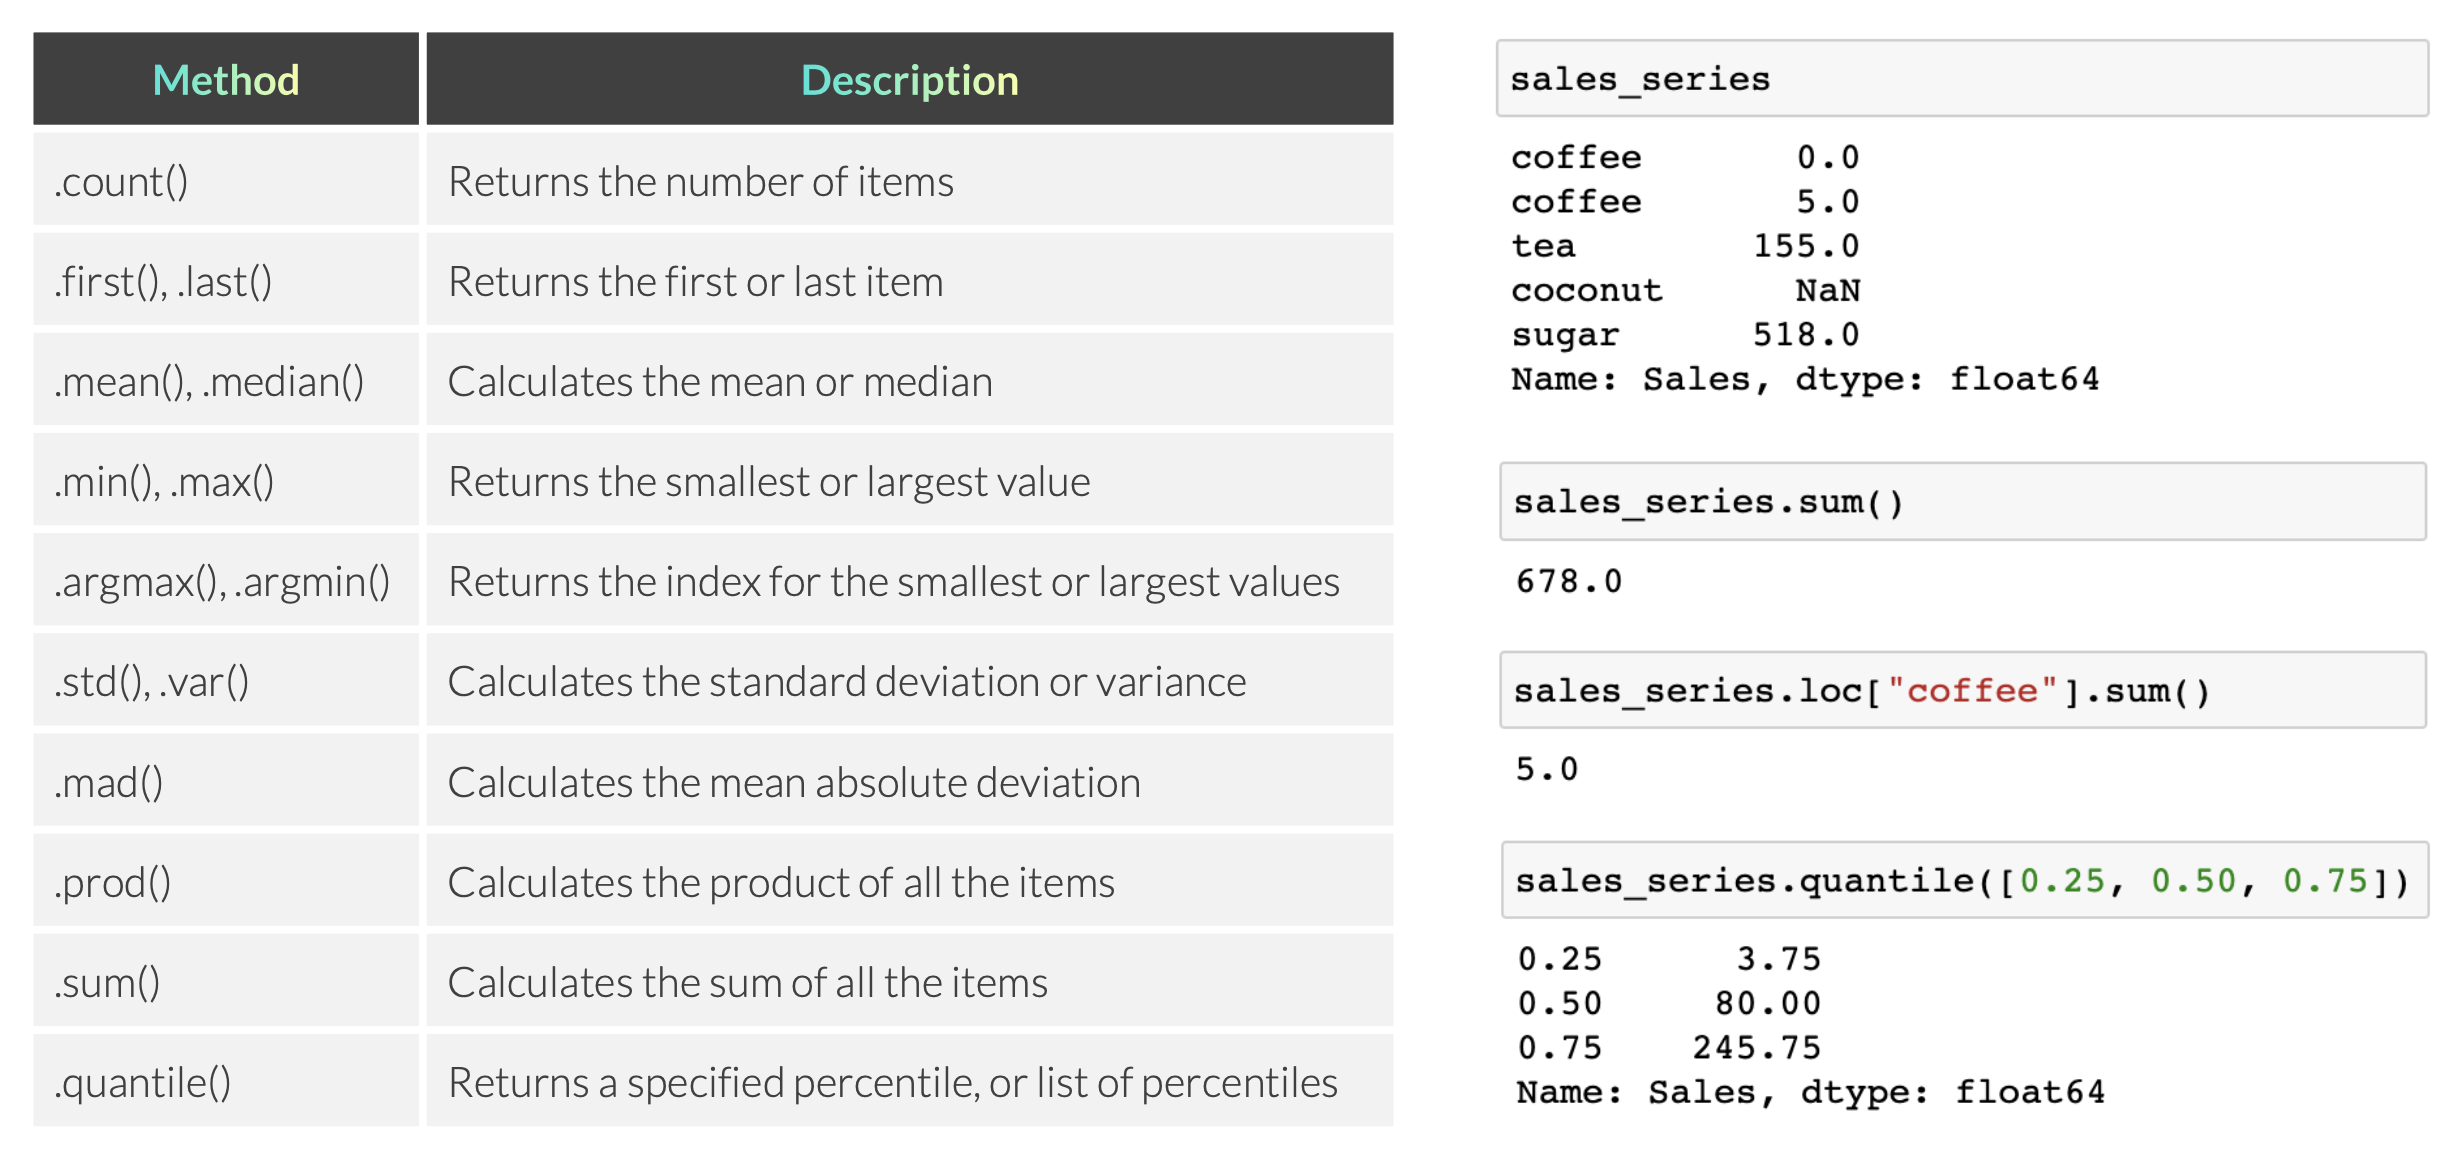 Method Description
.count() Returns the number of items
.first(), .last() Returns the first or last item
.mean(), .median() Calculates the mean or median
.min(), .max() Returns the smallest or largest value
.argmax(), .argmin() Returns the index for the smallest or largest values
.std(), .var() Calculates the standard deviation or variance
.mad() Calculates the mean absolute deviation
.prod() Calculates the product of all the items
.sum() Calculates the sum of all the items
.quantile() Returns a specified percentile, or list of percentiles
sales_series
coffee 0.0
coffee 5.0
tea 155.0
coconut NaN
sugar 518.0
Name: Sales, dtype: float64
sales_series.sum()
678.0
sales_series.loc["coffee"].sum()
5.0
sales_series.quantile([0.25, 0.50, 0.75])
0.25 3.75
0.50 80.00
0.75 245.75
Name: Sales, dtype: float64